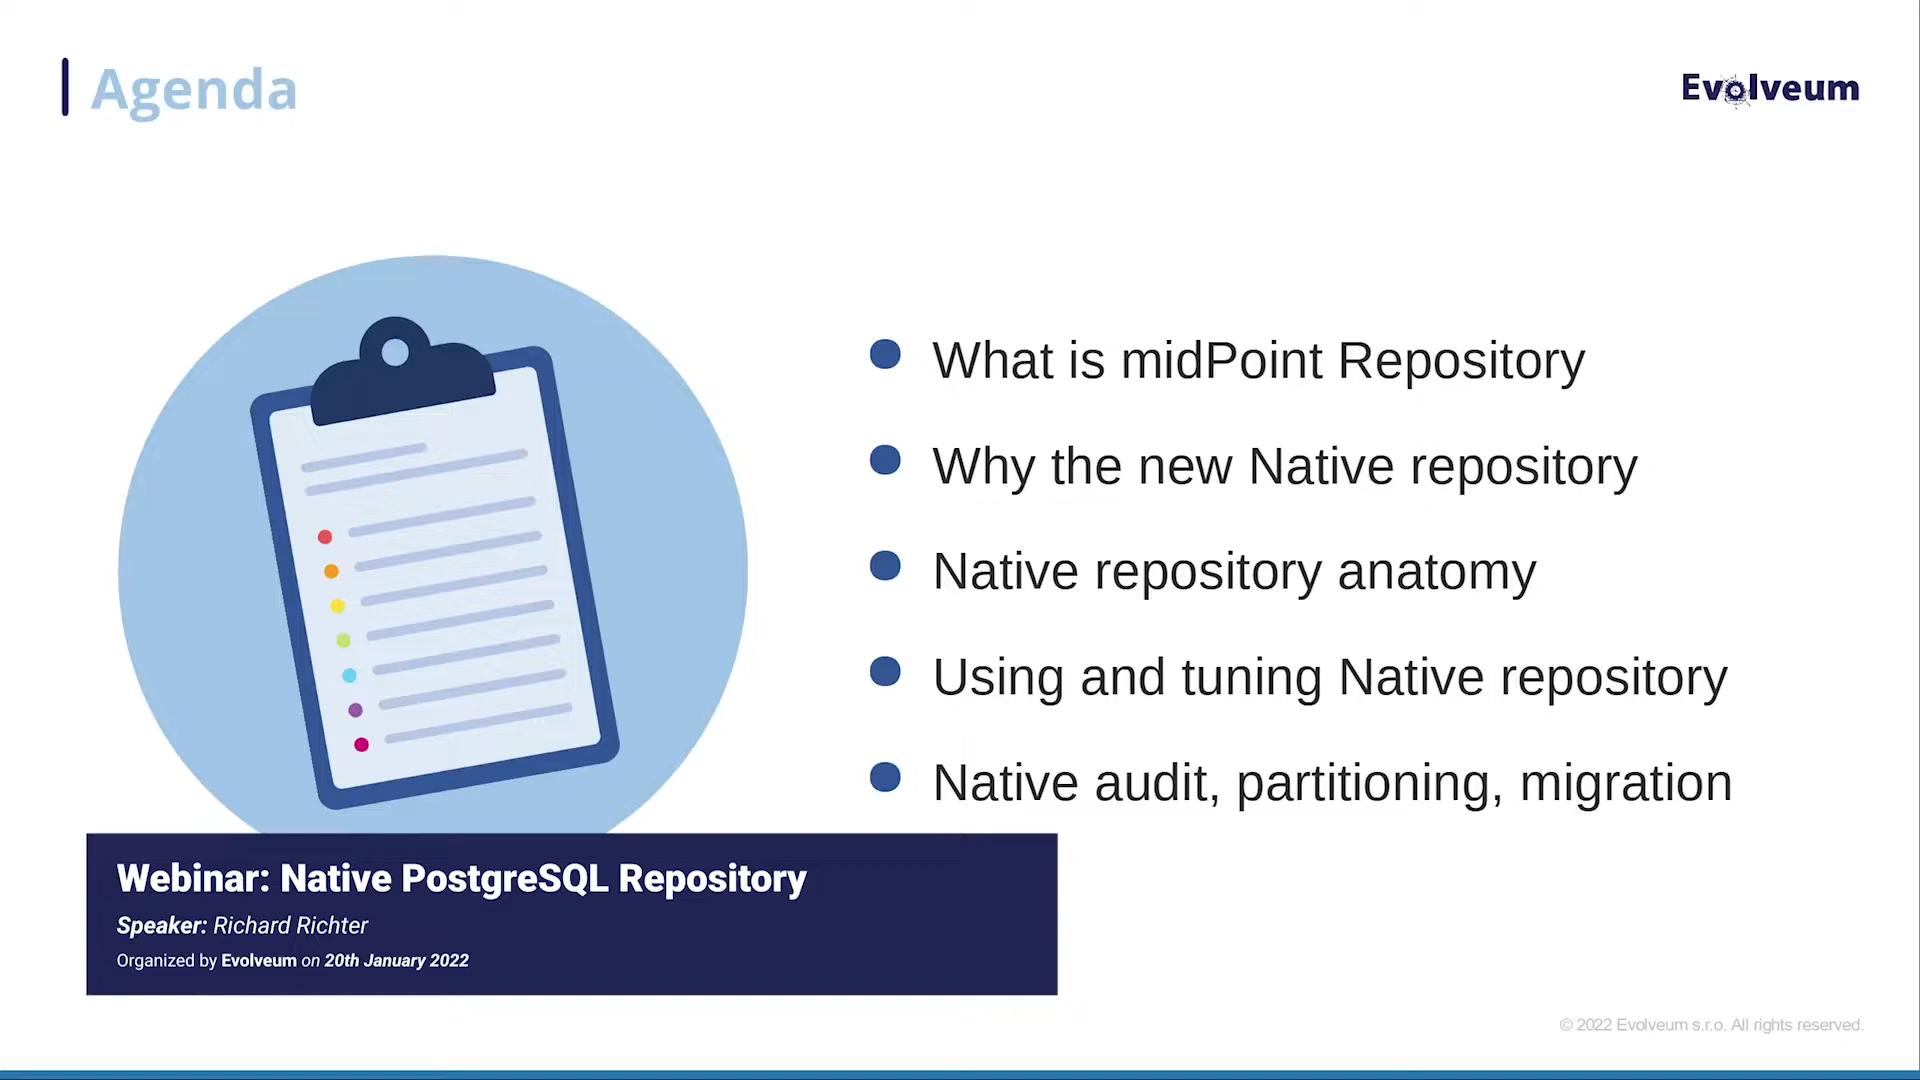 Agenda
Evolveum
What is midPoint Repository
Why the new Native repository
Native repository anatomy
Using and tuning Native repository
Native audit, partitioning, migration
Webinar: Native PostgreSQL Repository
Speaker: Richard Richter
Organized by Evolveum on 20th January 2022
© 2022 Evolveum s.r.o. All rights reserved.